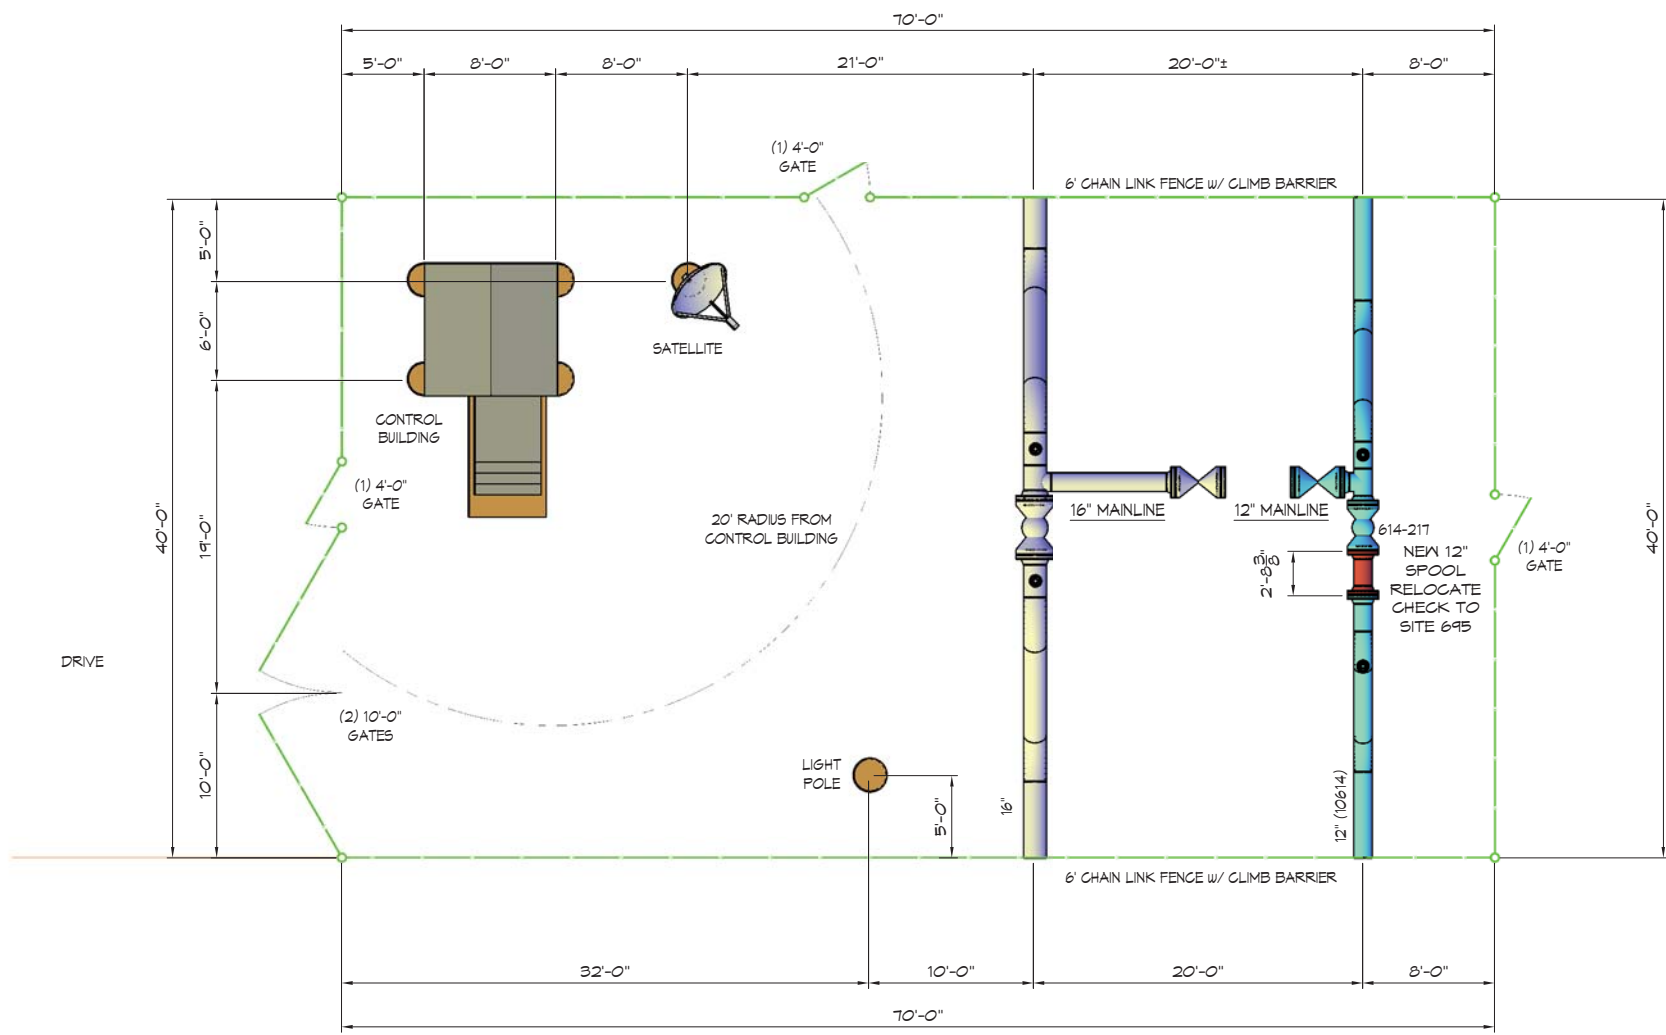 70'-0"
5'-0"
8'-0"
8'-0"
21'-0"
20'-0"±
8'-0"
(1) 4'-0"
GATE
6' CHAIN LINK FENCE W/ CLIMB BARRIER
5'-0"
6'-0"
SATELLITE
CONTROL
BUILDING
(1) 4'-0"
GATE
40'-0"
19'-0"
20' RADIUS FROM
CONTROL BUILDING
16" MAINLINE
12" MAINLINE
614-217
NEW 12"
SPOOL
RELOCATE
CHECK TO
SITE 695
2'-8 3/8"
(1) 4'-0"
GATE
40'-0"
DRIVE
(2) 10'-0"
GATES
10'-0"
LIGHT
POLE
5'-0"
16"
12" (10614)
6' CHAIN LINK FENCE W/ CLIMB BARRIER
32'-0"
10'-0"
20'-0"
8'-0"
70'-0"